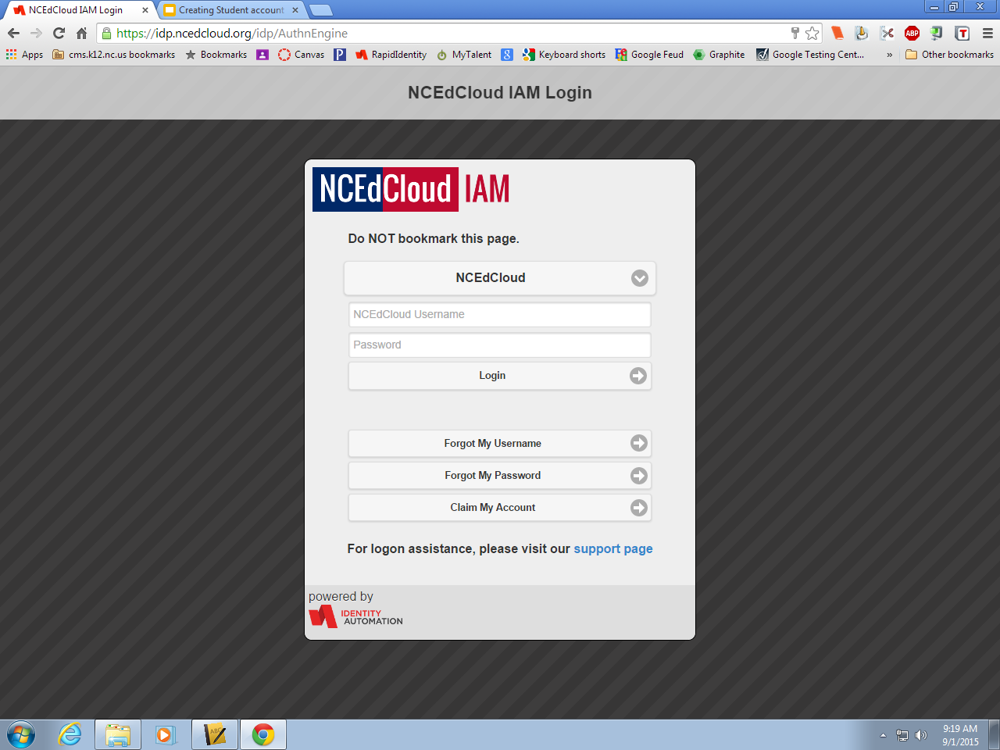 NCEdCloud IAM Login
Creating Student account
https://idp.ncedcloud.org/idp/AuthnEngine
ABP
T
Apps
cms.k12.nc.us bookmarks
Bookmarks
Canvas
P
RapidIdentity
MyTalent
g
Keyboard shorts
Google Feud
Graphite
Google Testing Cent...
»
Other bookmarks
NCEdCloud IAM Login
NCEdCloud IAM
Do NOT bookmark this page.
NCEdCloud
NCEdCloud Username
Password
Login
Forgot My Username
Forgot My Password
Claim My Account
For logon assistance, please visit our support page
powered by
IDENTITY
AUTOMATION
ABC
9:19 AM
9/1/2015